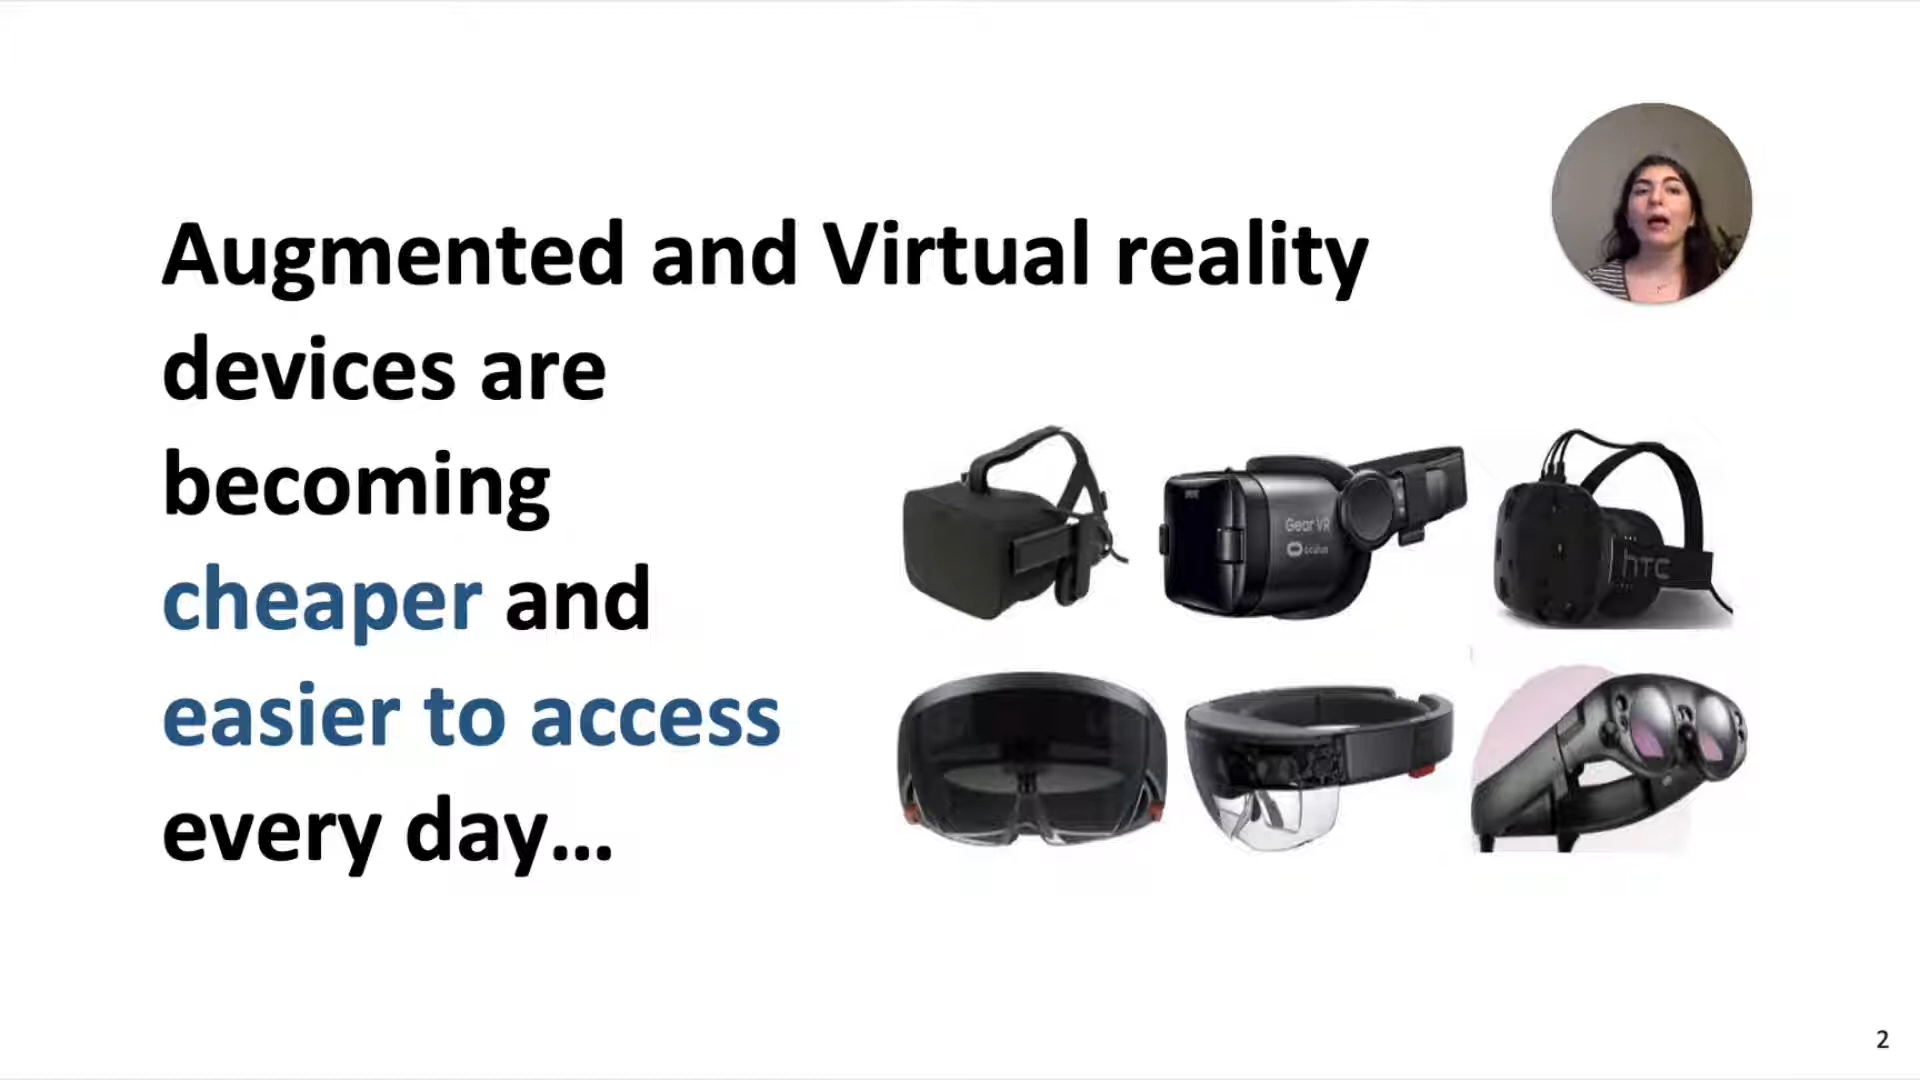 Augmented and Virtual reality
devices are
becoming
cheaper and
easier to access
every day...
Gear VR
oculus
hTC
2